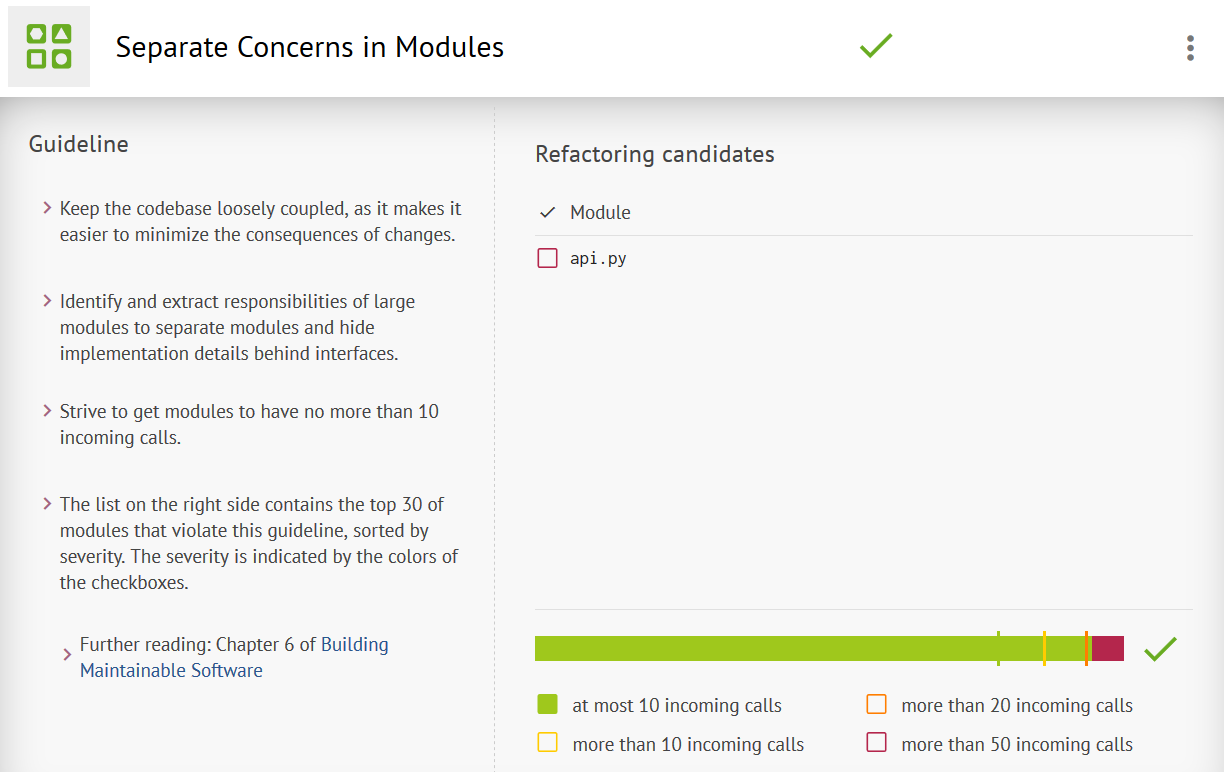 Separate Concerns in Modules
Guideline
Keep the codebase loosely coupled, as it makes it
easier to minimize the consequences of changes.
Identify and extract responsibilities of large
modules to separate modules and hide
implementation details behind interfaces.
Strive to get modules to have no more than 10
incoming calls.
The list on the right side contains the top 30 of
modules that violate this guideline, sorted by
severity. The severity is indicated by the colors of
the checkboxes.
Further reading: Chapter 6 of Building
Maintainable Software
Refactoring candidates
Module
api.py
at most 10 incoming calls
more than 20 incoming calls
more than 10 incoming calls
more than 50 incoming calls